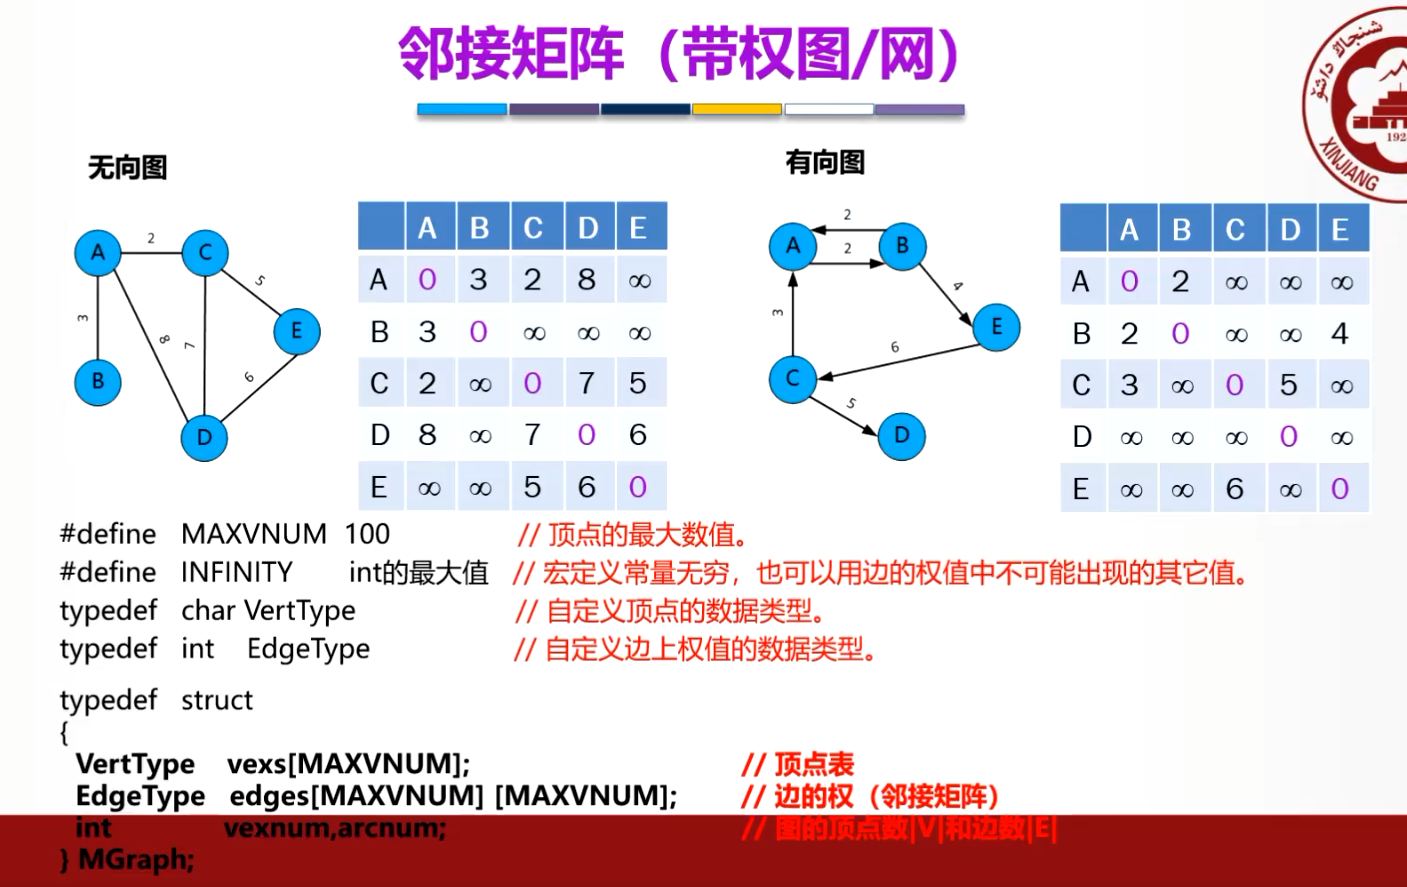 邻接矩阵（带权图/网）
无向图
有向图
A
B
C
D
E
2
3
8
7
5
6
A B C D E
A 0 3 2 8 ∞
B 3 0 ∞ ∞ ∞
C 2 ∞ 0 7 5
D 8 ∞ 7 0 6
E ∞ ∞ 5 6 0
A
B
C
D
E
2
2
3
4
6
5
A B C D E
A 0 2 ∞ ∞ ∞
B 2 0 ∞ ∞ 4
C 3 ∞ 0 5 ∞
D ∞ ∞ ∞ 0 ∞
E ∞ ∞ 6 ∞ 0
XINJIANG
#define MAXVNUM 100 // 顶点的最大数值。
#define INFINITY int的最大值 // 宏定义常量无穷，也可以用边的权值中不可能出现的其它值。
typedef char VertType // 自定义顶点的数据类型。
typedef int EdgeType // 自定义边上权值的数据类型。
typedef struct
{
VertType vexs[MAXVNUM]; // 顶点表
EdgeType edges[MAXVNUM] [MAXVNUM]; // 边的权（邻接矩阵）
int vexnum,arcnum; // 图的顶点数|V|和边数|E|
} MGraph;